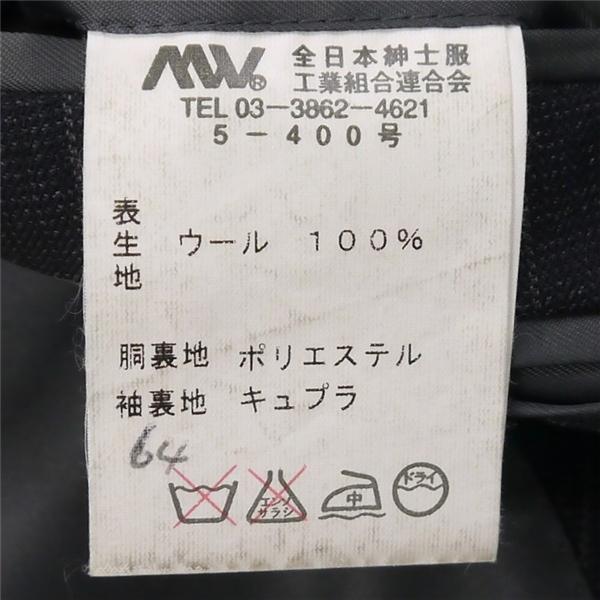 MW® 全日本紳士服
工業組合連合会
TEL 03-3862-4621
5-400号
表生地 ウール 100%
胴裏地 ポリエステル
袖裏地 キュプラ
64
エンソサラシ
中
ドライ